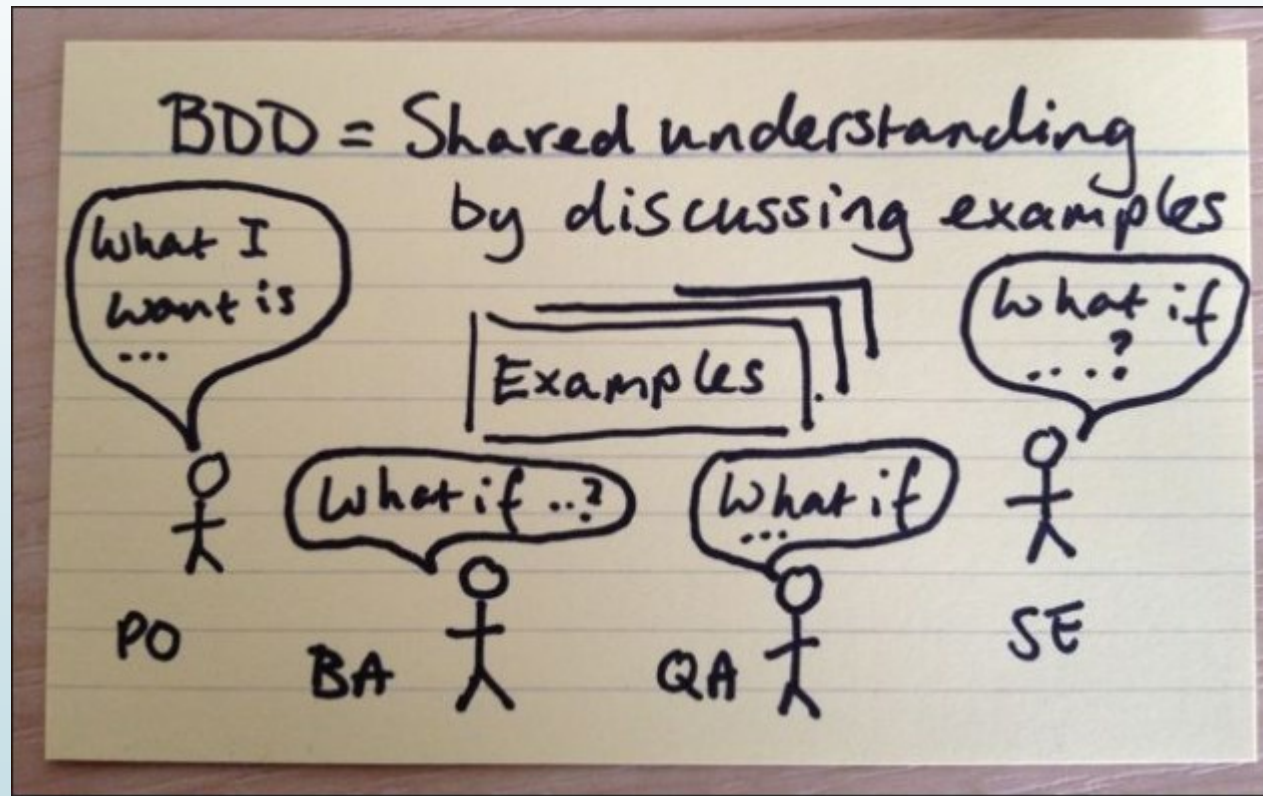 BDD = Shared understanding
by discussing examples
What I
want is
...
Examples
What if
....?
What if ..?
What if
...
PO
BA
QA
SE